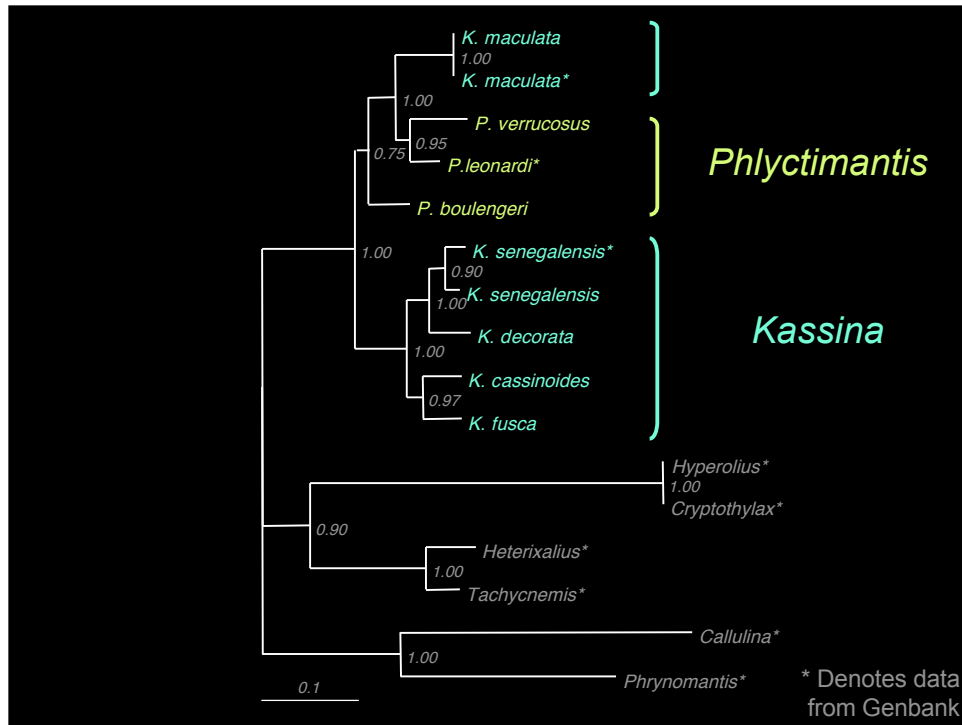 K. maculata
1.00
K. maculata*
1.00
P. verrucosus
0.95
Phlyctimantis
0.75
P.leonardi*
P. boulengeri
1.00
K. senegalensis*
0.90
K. senegalensis
1.00
Kassina
K. decorata
1.00
K. cassinoides
0.97
K. fusca
Hyperolius*
1.00
Cryptothylax*
0.90
Heterixalius*
1.00
Tachycnemis*
Callulina*
1.00
Phrynomantis*
0.1
* Denotes data
from Genbank